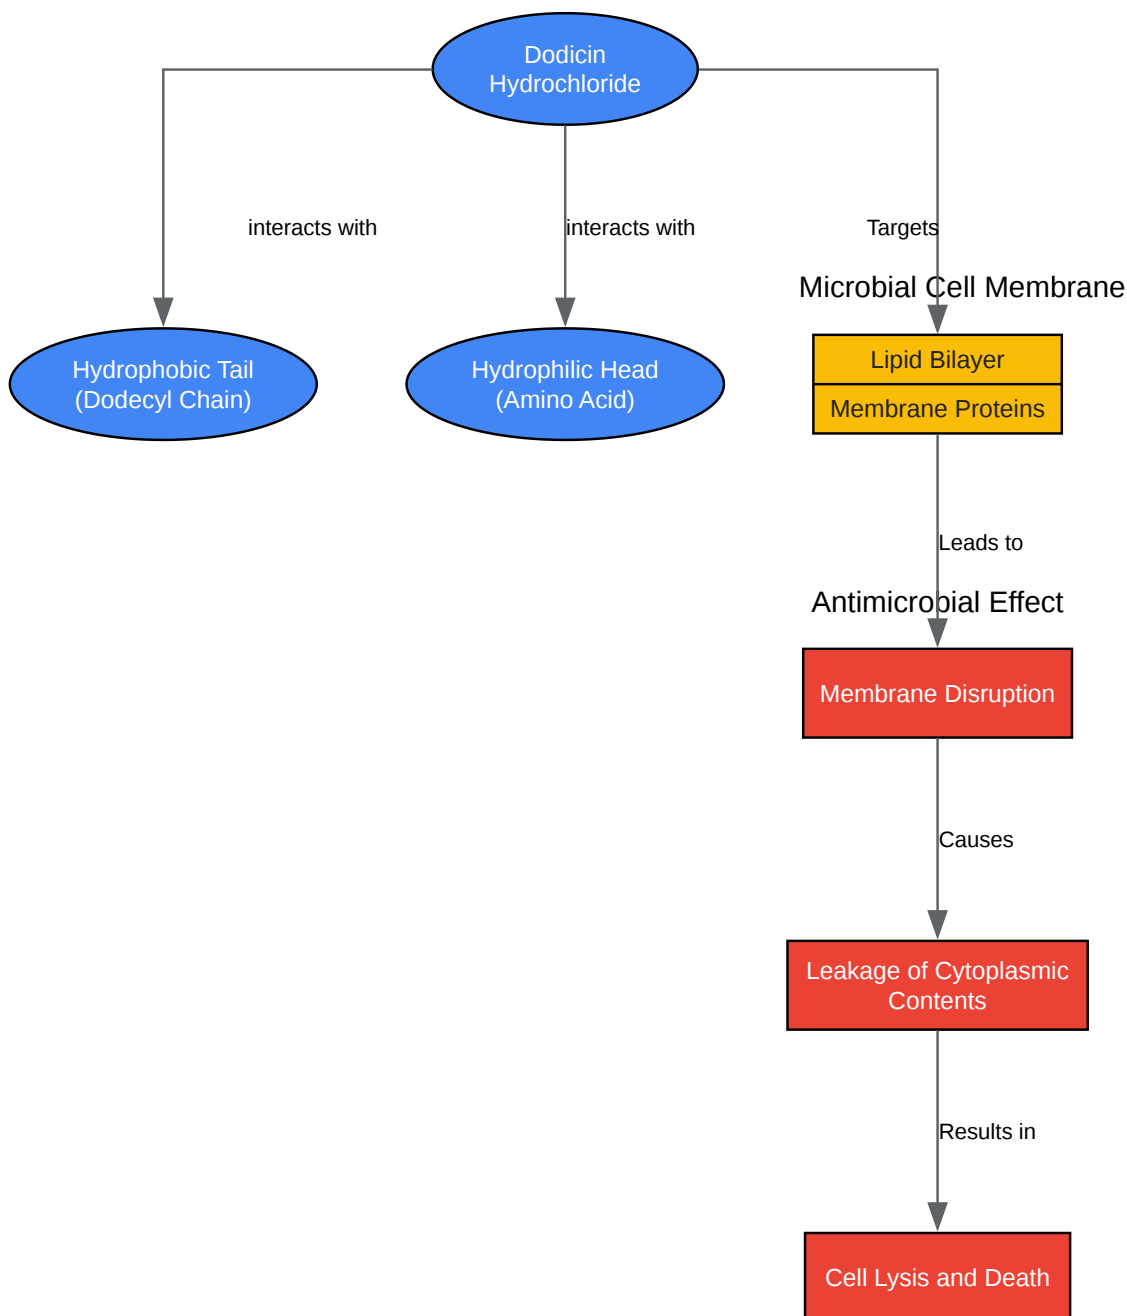 Dodicin
Hydrochloride
interacts with
interacts with
Targets
Microbial Cell Membrane
Hydrophobic Tail
(Dodecyl Chain)
Hydrophilic Head
(Amino Acid)
Lipid Bilayer
Membrane Proteins
Leads to
Antimicrobial Effect
Membrane Disruption
Causes
Leakage of Cytoplasmic
Contents
Results in
Cell Lysis and Death